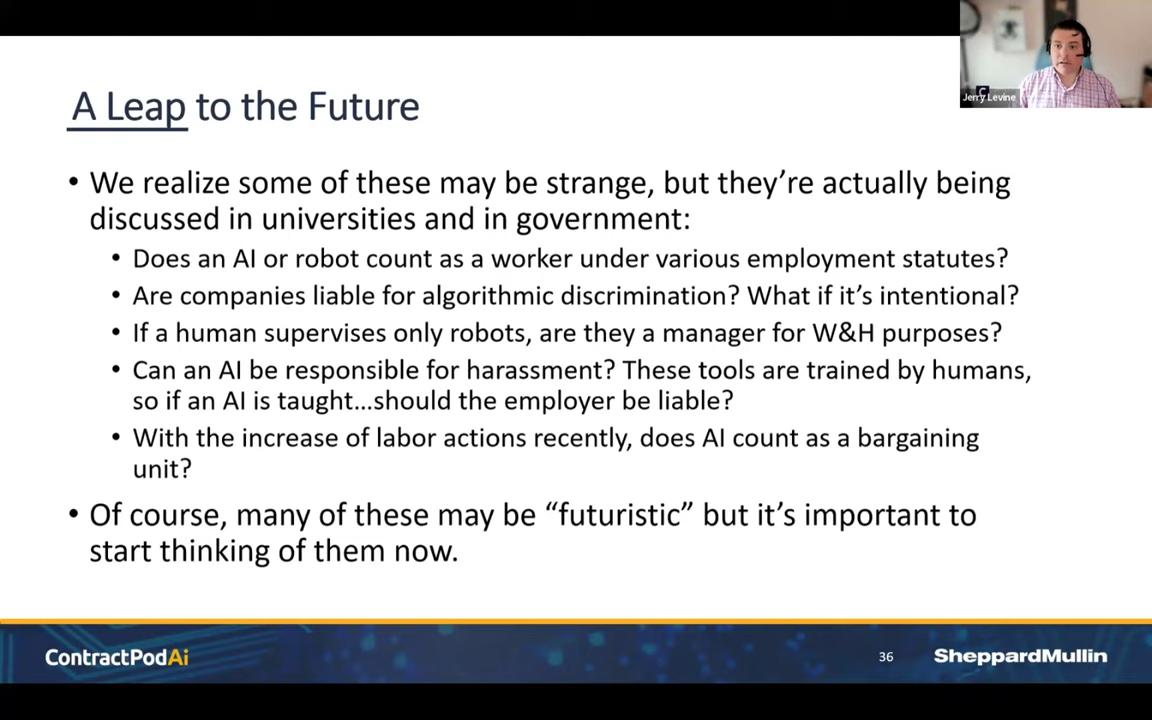 Jerry Levine
A Leap to the Future
• We realize some of these may be strange, but they’re actually being
discussed in universities and in government:
• Does an AI or robot count as a worker under various employment statutes?
• Are companies liable for algorithmic discrimination? What if it’s intentional?
• If a human supervises only robots, are they a manager for W&H purposes?
• Can an AI be responsible for harassment? These tools are trained by humans,
so if an AI is taught...should the employer be liable?
• With the increase of labor actions recently, does AI count as a bargaining
unit?
• Of course, many of these may be “futuristic” but it’s important to
start thinking of them now.
ContractPodAi
36
SheppardMullin